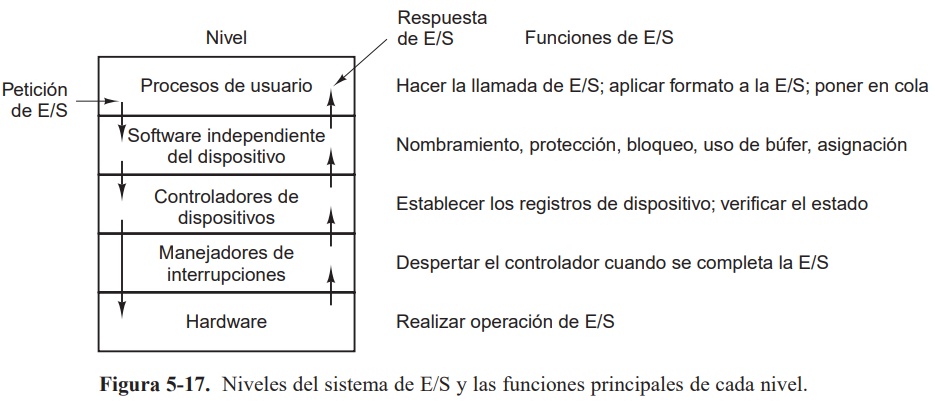 Nivel
Respuesta
de E/S
Funciones de E/S
Petición
de E/S
Procesos de usuario
Hacer la llamada de E/S; aplicar formato a la E/S; poner en cola
Software independiente
del dispositivo
Nombramiento, protección, bloqueo, uso de búfer, asignación
Controladores de
dispositivos
Establecer los registros de dispositivo; verificar el estado
Manejadores de
interrupciones
Despertar el controlador cuando se completa la E/S
Hardware
Realizar operación de E/S
Figura 5-17. Niveles del sistema de E/S y las funciones principales de cada nivel.